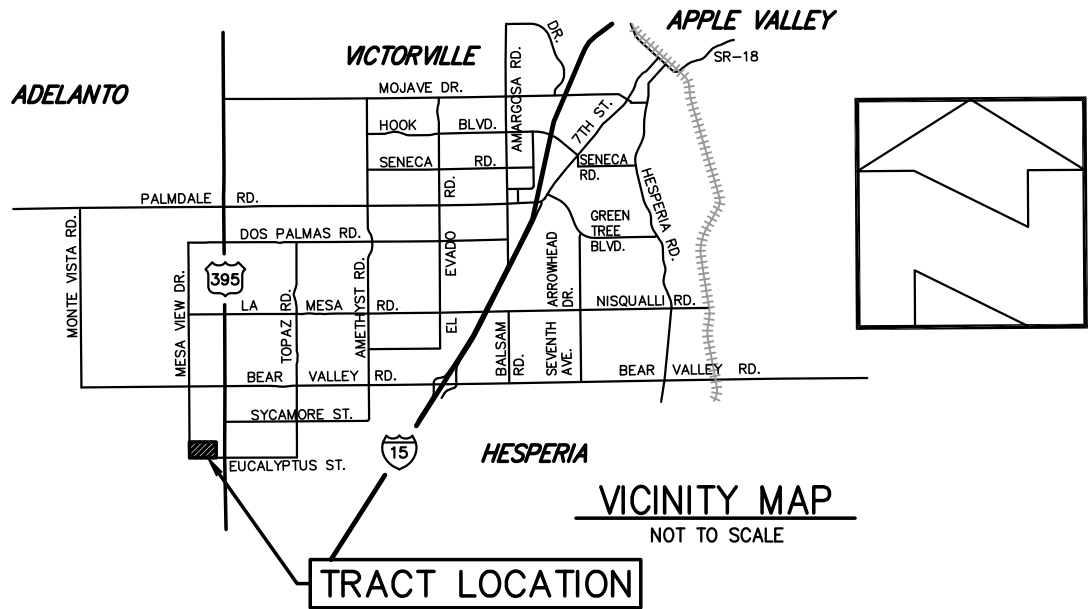 APPLE VALLEY
DR.
VICTORVILLE
SR-18
ADELANTO
MOJAVE DR.
AMARGOSA RD.
7TH ST.
HOOK BLVD.
SENECA RD.
SENECA
RD.
HESPERIA RD.
PALMDALE RD.
MONTE VISTA RD.
DOS PALMAS RD.
EL EVADO RD.
GREEN
TREE
BLVD.
MESA VIEW DR.
395
TOPAZ RD.
AMETHYST RD.
ARROWHEAD
DR.
LA MESA RD.
NISQUALLI RD.
BALSAM
RD.
SEVENTH
AVE.
BEAR VALLEY RD.
BEAR VALLEY RD.
SYCAMORE ST.
15
EUCALYPTUS ST.
HESPERIA
VICINITY MAP
NOT TO SCALE
TRACT LOCATION